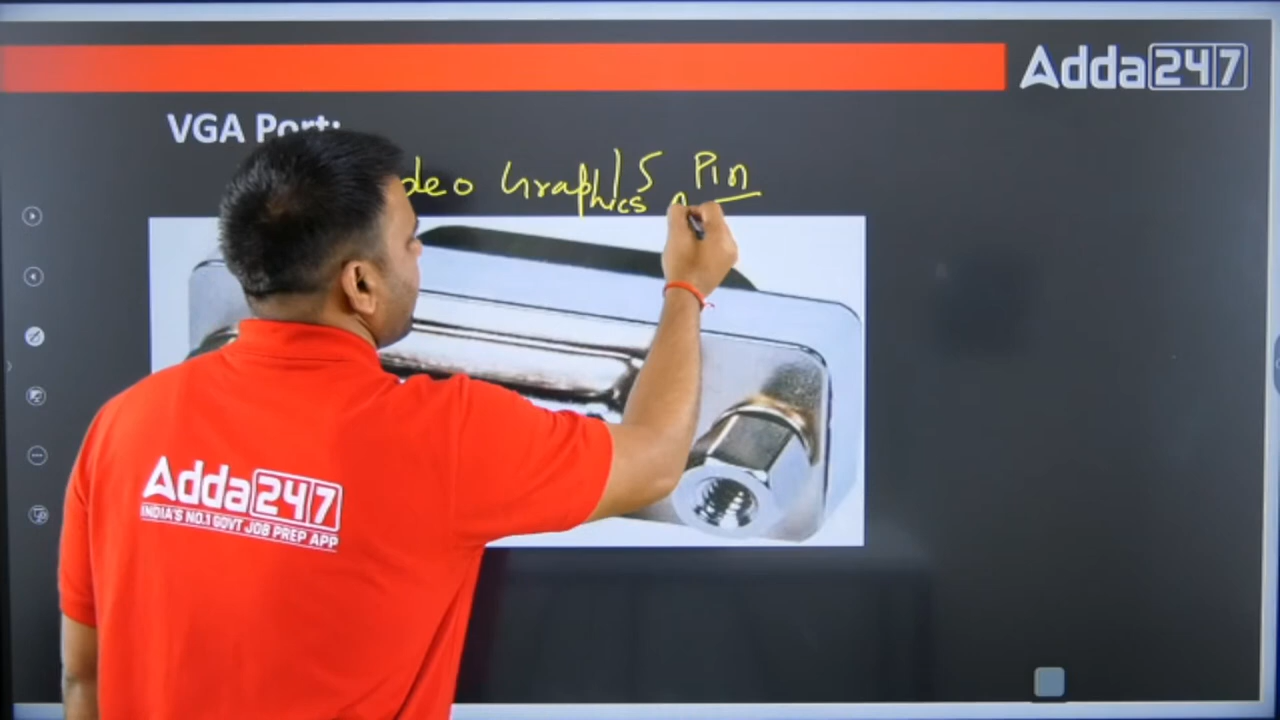 Adda247
VGA Port:
deo Graphics 15 Pin
Adda247
INDIA'S NO.1 GOVT JOB PREP APP